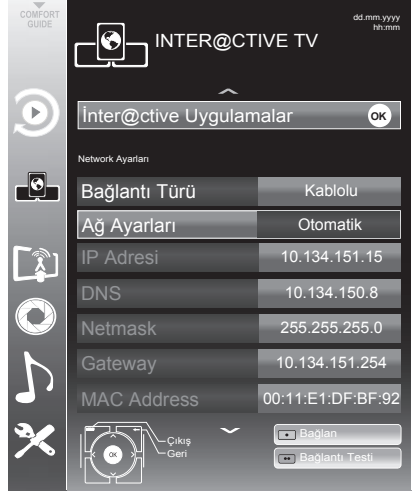 COMFORT
GUIDE
INTER@CTIVE TV
dd.mm.yyyy
hh:mm
İnter@ctive Uygulamalar OK
Network Ayarları
Bağlantı Türü Kablolu
Ağ Ayarları Otomatik
IP Adresi 10.134.151.15
DNS 10.134.150.8
Netmask 255.255.255.0
Gateway 10.134.151.254
MAC Address 00:11:E1:DF:BF:92
OK
Çıkış
Geri
Bağlan
Bağlantı Testi